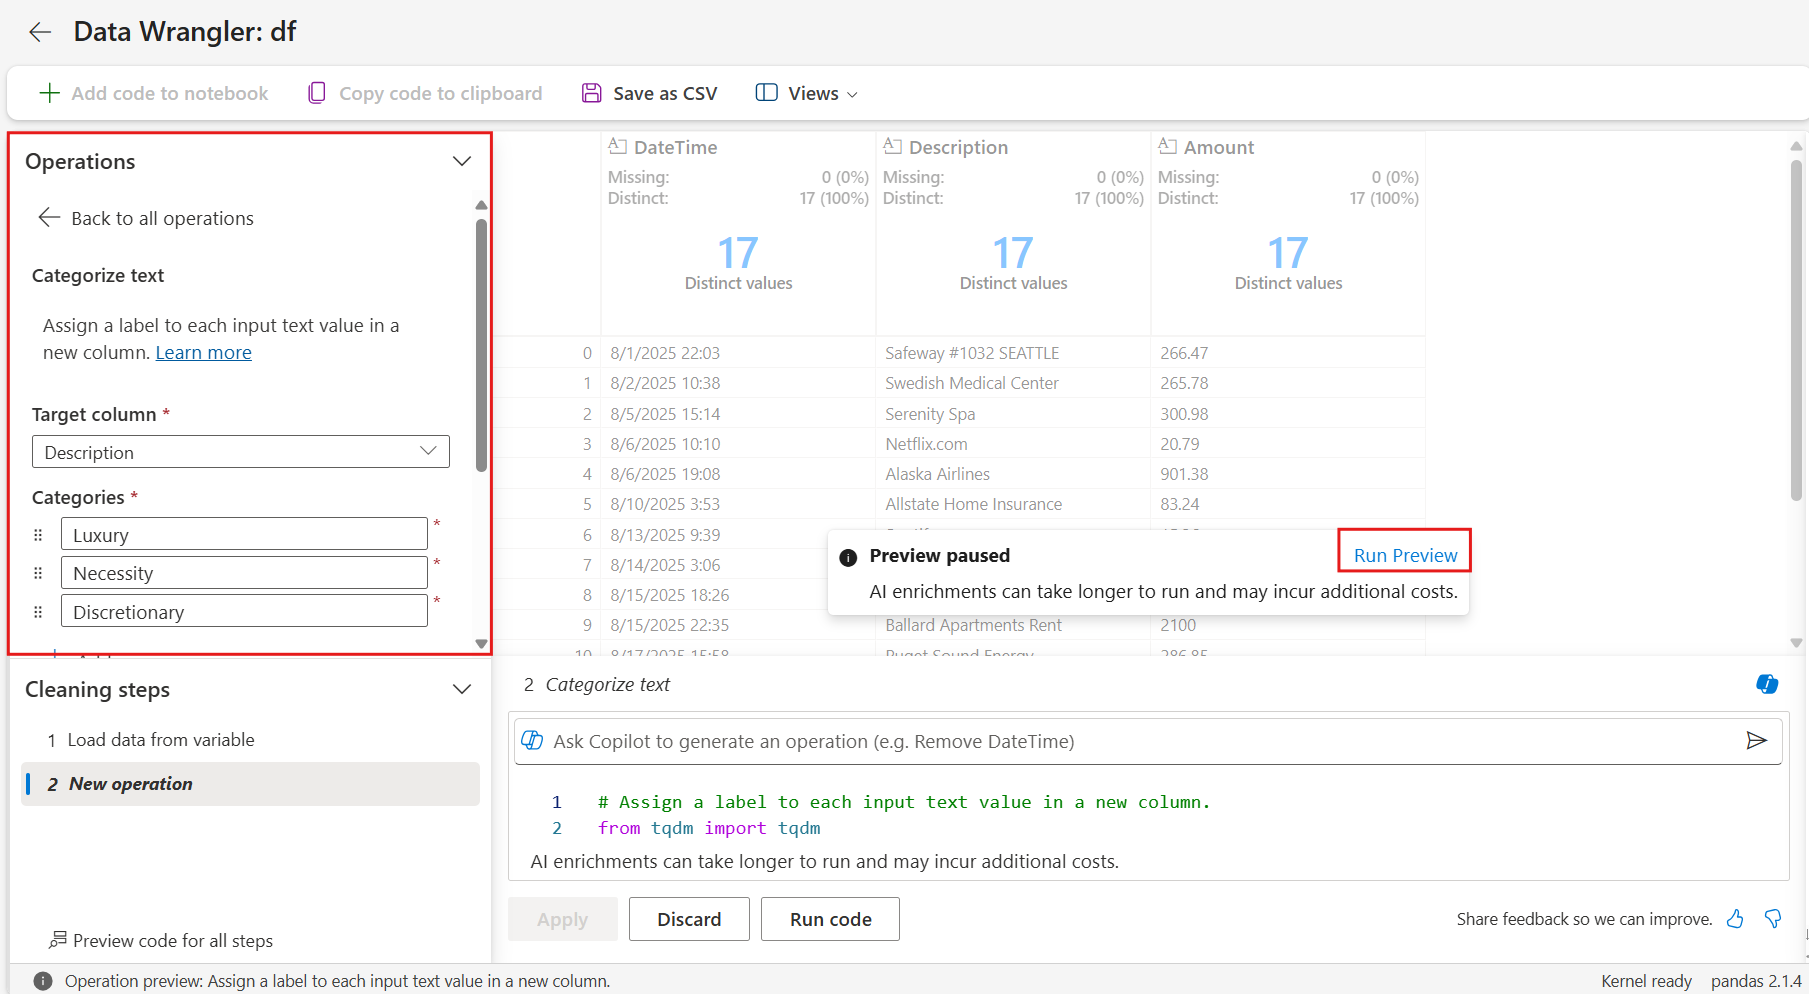 Data Wrangler: df
Add code to notebook
Copy code to clipboard
Save as CSV
Views
Operations
Back to all operations
Categorize text
Assign a label to each input text value in a
new column. Learn more
Target column *
Description
Categories *
Luxury *
Necessity *
Discretionary *
Cleaning steps
1 Load data from variable
2 New operation
Preview code for all steps
DateTime Description Amount
Missing: 0 (0%) Missing: 0 (0%) Missing: 0 (0%)
Distinct: 17 (100%) Distinct: 17 (100%) Distinct: 17 (100%)
17 17 17
Distinct values Distinct values Distinct values
0 8/1/2025 22:03 Safeway #1032 SEATTLE 266.47
1 8/2/2025 10:38 Swedish Medical Center 265.78
2 8/5/2025 15:14 Serenity Spa 300.98
3 8/6/2025 10:10 Netflix.com 20.79
4 8/6/2025 19:08 Alaska Airlines 901.38
5 8/10/2025 3:53 Allstate Home Insurance 83.24
6 8/13/2025 9:39
7 8/14/2025 3:06
8 8/15/2025 18:26
9 8/15/2025 22:35 Ballard Apartments Rent 2100
10 8/17/2025 15:58 Puget Sound Energy 286.85
Preview paused
Run Preview
AI enrichments can take longer to run and may incur additional costs.
2 Categorize text
Ask Copilot to generate an operation (e.g. Remove DateTime)
1 # Assign a label to each input text value in a new column.
2 from tqdm import tqdm
AI enrichments can take longer to run and may incur additional costs.
Apply
Discard
Run code
Share feedback so we can improve.
Operation preview: Assign a label to each input text value in a new column.
Kernel ready
pandas 2.1.4